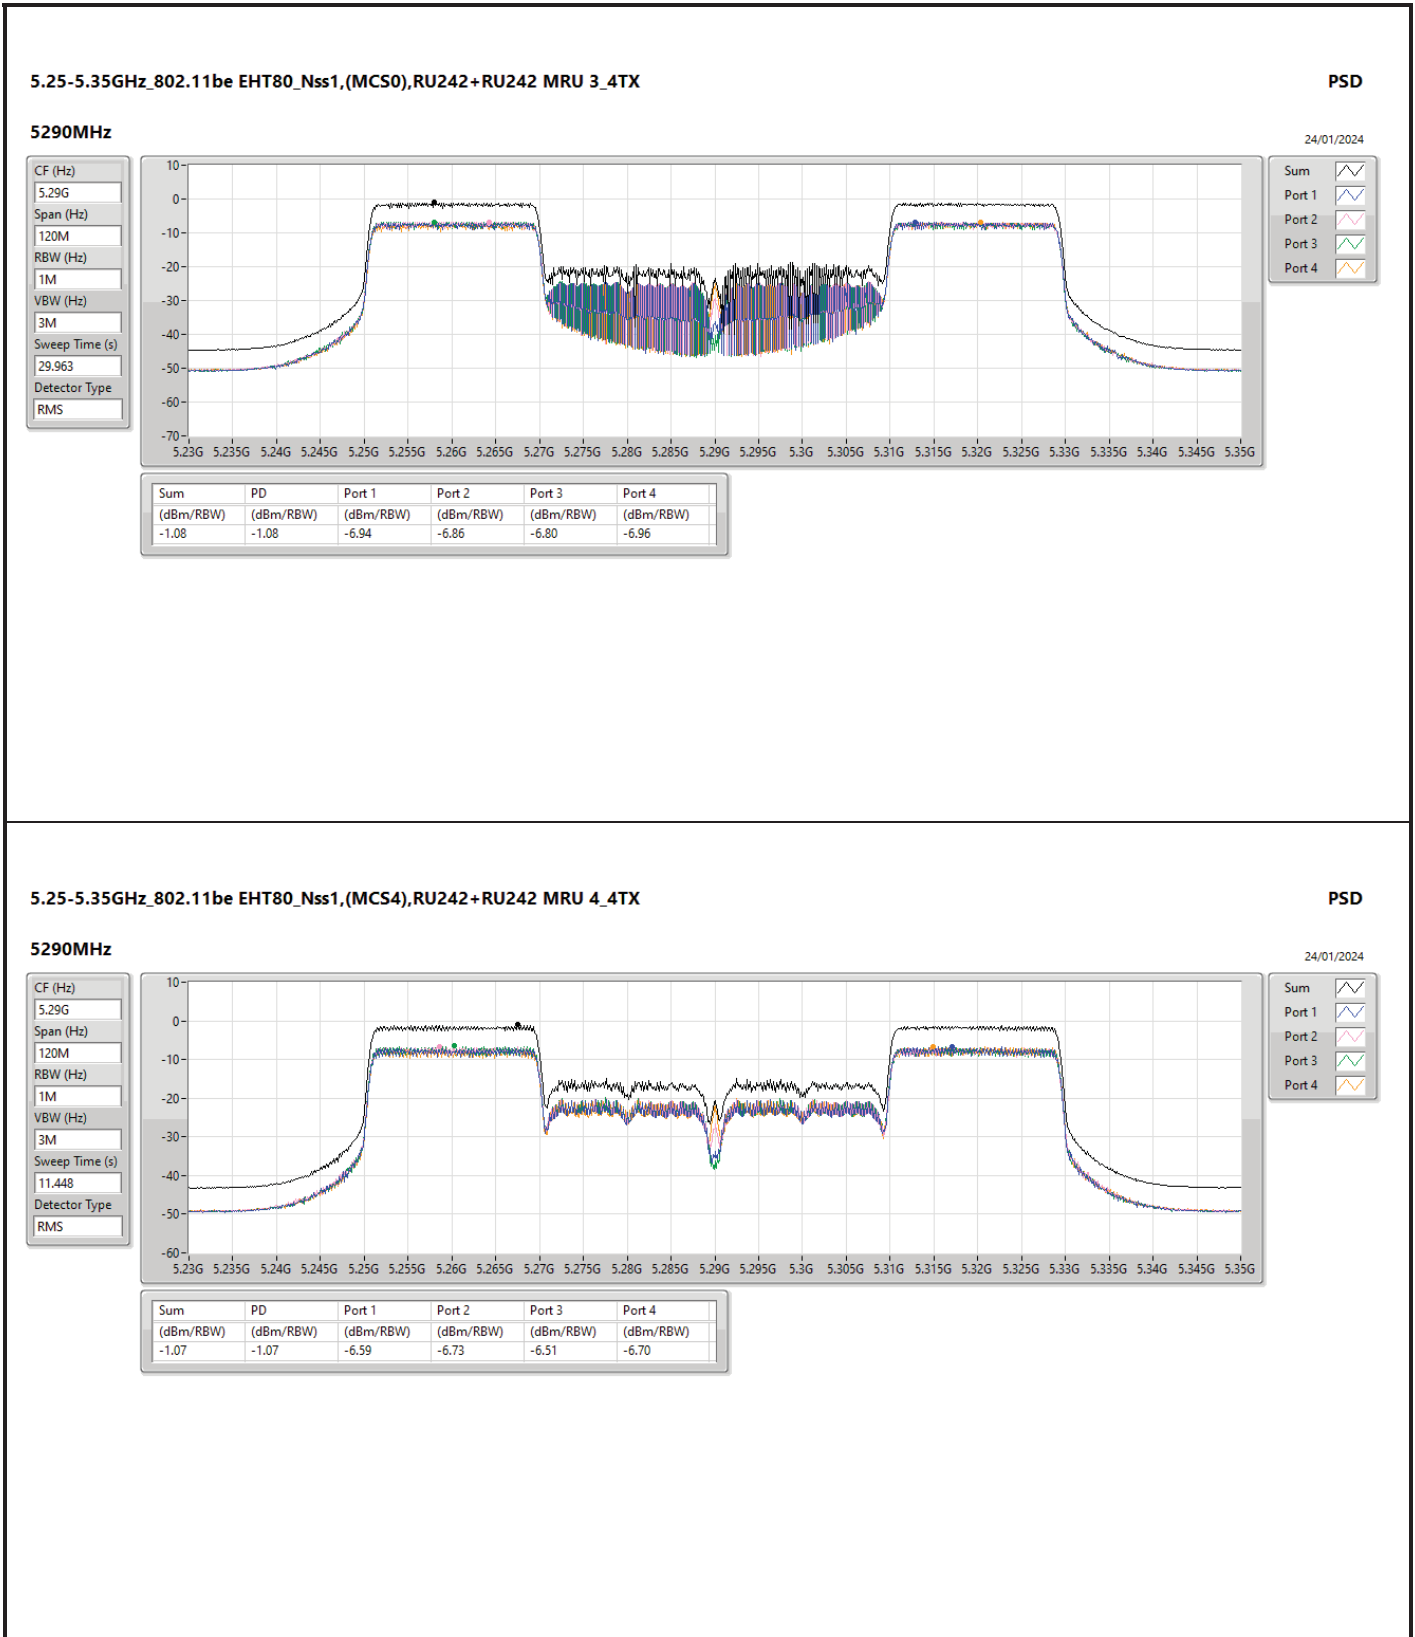 5.25-5.35GHz_802.11be EHT80_Nss1,(MCS0),RU242+RU242 MRU 3_4TX PSD
5290MHz
24/01/2024
CF (Hz)
5.29G
Span (Hz)
120M
RBW (Hz)
1M
VBW (Hz)
3M
Sweep Time (s)
29.963
Detector Type
RMS
10
0
-10
-20
-30
-40
-50
-60
-70
5.23G 5.235G 5.24G 5.245G 5.25G 5.255G 5.26G 5.265G 5.27G 5.275G 5.28G 5.285G 5.29G 5.295G 5.3G 5.305G 5.31G 5.315G 5.32G 5.325G 5.33G 5.335G 5.34G 5.345G 5.35G
Sum
Port 1
Port 2
Port 3
Port 4
Sum PD Port 1 Port 2 Port 3 Port 4
(dBm/RBW) (dBm/RBW) (dBm/RBW) (dBm/RBW) (dBm/RBW) (dBm/RBW)
-1.08 -1.08 -6.94 -6.86 -6.80 -6.96
5.25-5.35GHz_802.11be EHT80_Nss1,(MCS4),RU242+RU242 MRU 4_4TX PSD
5290MHz
24/01/2024
CF (Hz)
5.29G
Span (Hz)
120M
RBW (Hz)
1M
VBW (Hz)
3M
Sweep Time (s)
11.448
Detector Type
RMS
10
0
-10
-20
-30
-40
-50
-60
5.23G 5.235G 5.24G 5.245G 5.25G 5.255G 5.26G 5.265G 5.27G 5.275G 5.28G 5.285G 5.29G 5.295G 5.3G 5.305G 5.31G 5.315G 5.32G 5.325G 5.33G 5.335G 5.34G 5.345G 5.35G
Sum
Port 1
Port 2
Port 3
Port 4
Sum PD Port 1 Port 2 Port 3 Port 4
(dBm/RBW) (dBm/RBW) (dBm/RBW) (dBm/RBW) (dBm/RBW) (dBm/RBW)
-1.07 -1.07 -6.59 -6.73 -6.51 -6.70